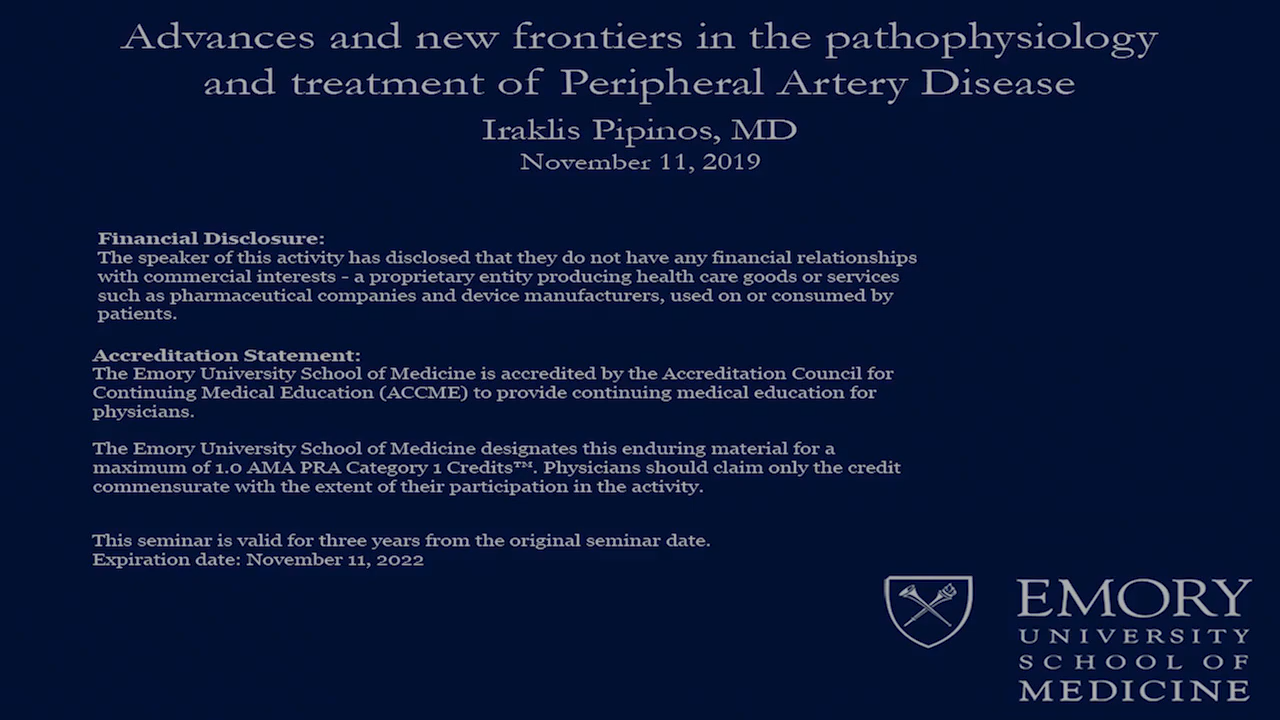 Advances and new frontiers in the pathophysiology
and treatment of Peripheral Artery Disease
Iraklis Pipinos, MD
November 11, 2019
Financial Disclosure:
The speaker of this activity has disclosed that they do not have any financial relationships
with commercial interests - a proprietary entity producing health care goods or services
such as pharmaceutical companies and device manufacturers, used on or consumed by
patients.
Accreditation Statement:
The Emory University School of Medicine is accredited by the Accreditation Council for
Continuing Medical Education (ACCME) to provide continuing medical education for
physicians.
The Emory University School of Medicine designates this enduring material for a
maximum of 1.0 AMA PRA Category 1 Credits™. Physicians should claim only the credit
commensurate with the extent of their participation in the activity.
This seminar is valid for three years from the original seminar date.
Expiration date: November 11, 2022
EMORY
UNIVERSITY
SCHOOL OF
MEDICINE